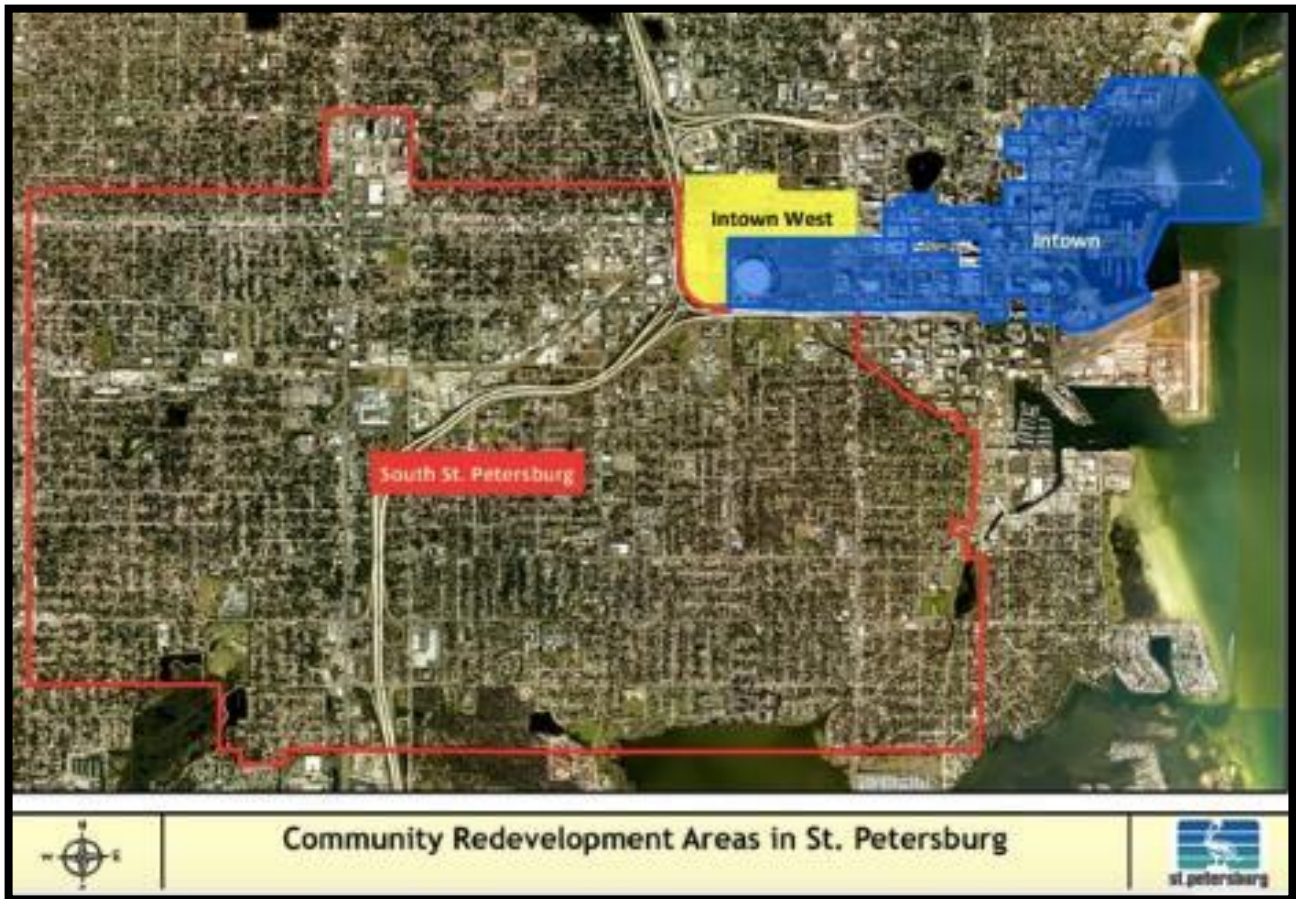 Intown West
Intown
South St. Petersburg
N
W E
Community Redevelopment Areas in St. Petersburg
st.petersburg